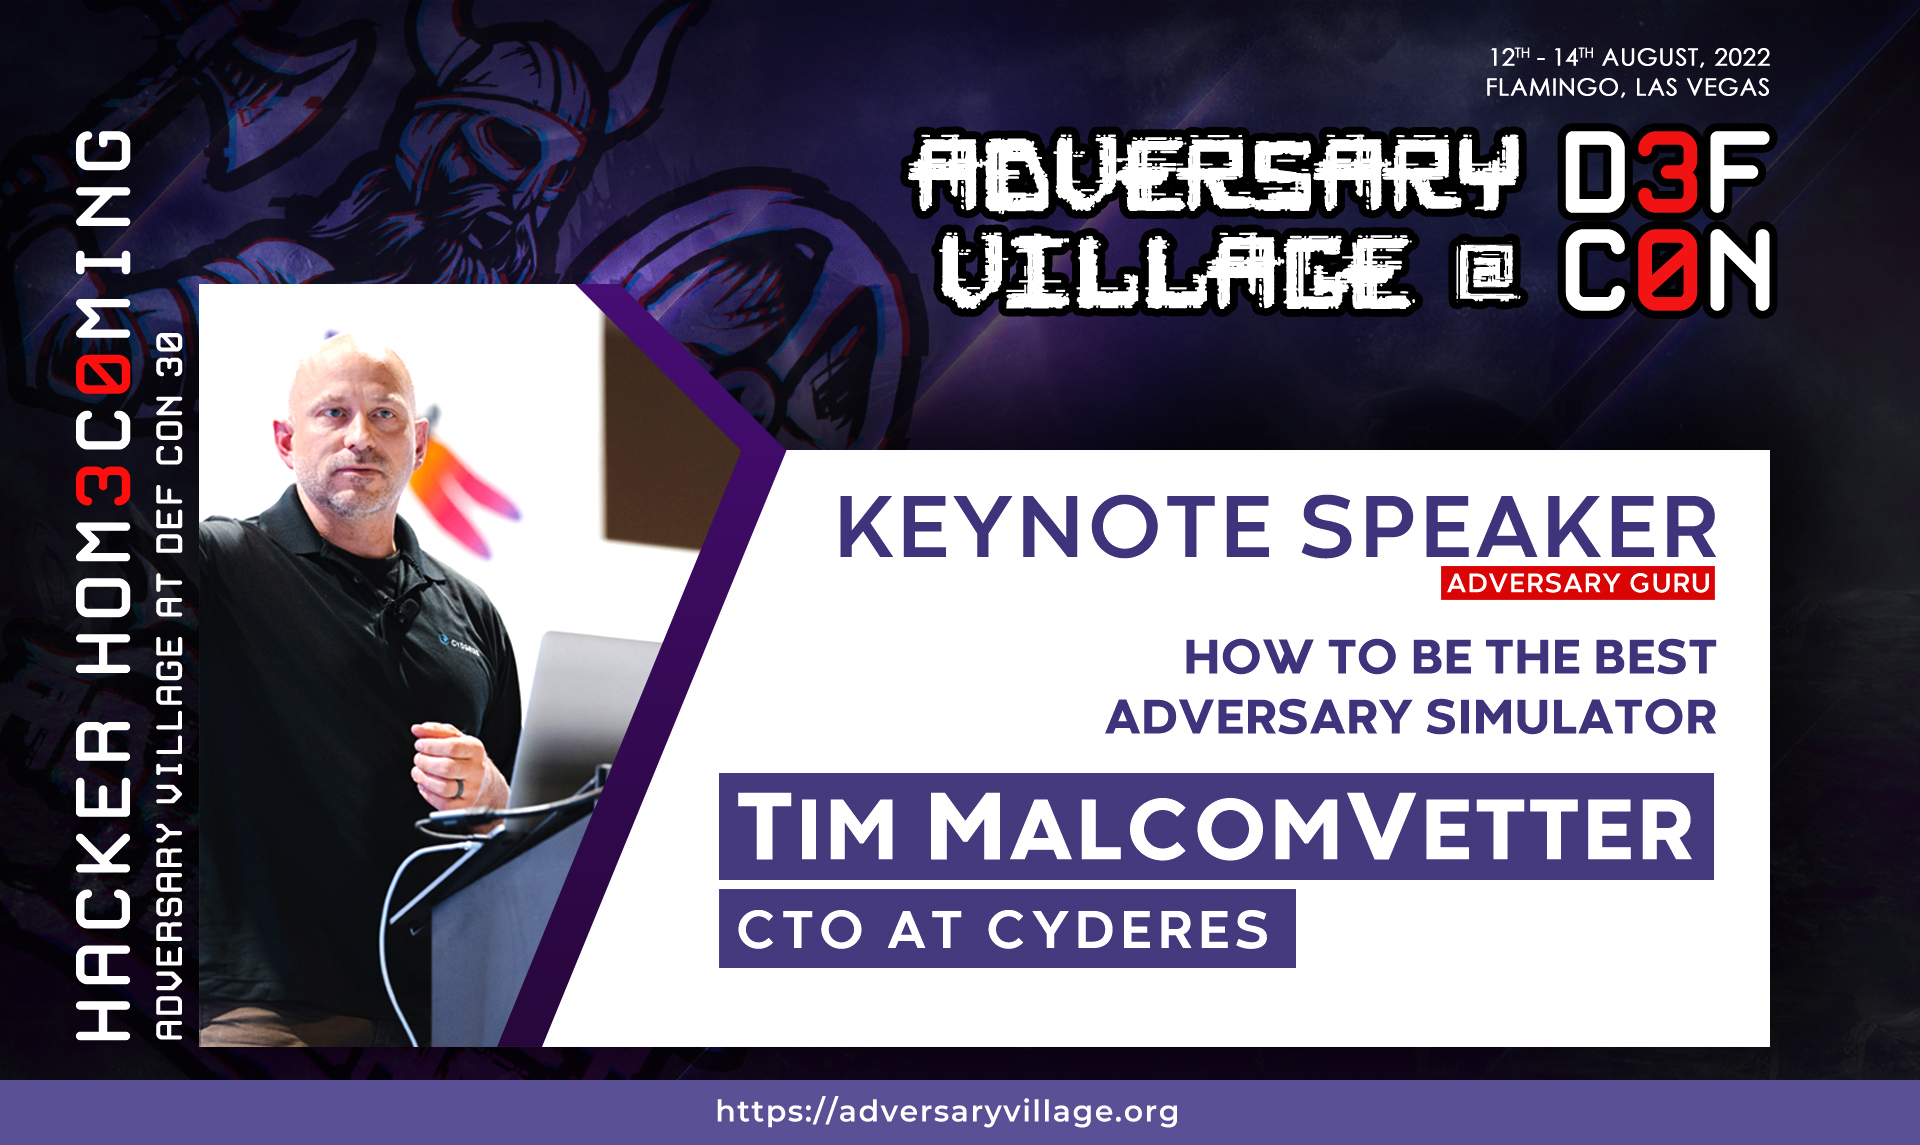 12TH - 14TH AUGUST, 2022
FLAMINGO, LAS VEGAS
ADVERSARY D3F
VILLAGE @ C0N
HACKER HOM3C0MING
ADVERSARY VILLAGE AT DEF CON 30
KEYNOTE SPEAKER
ADVERSARY GURU
HOW TO BE THE BEST
ADVERSARY SIMULATOR
TIM MALCOMVETTER
CTO AT CYDERES
https://adversaryvillage.org